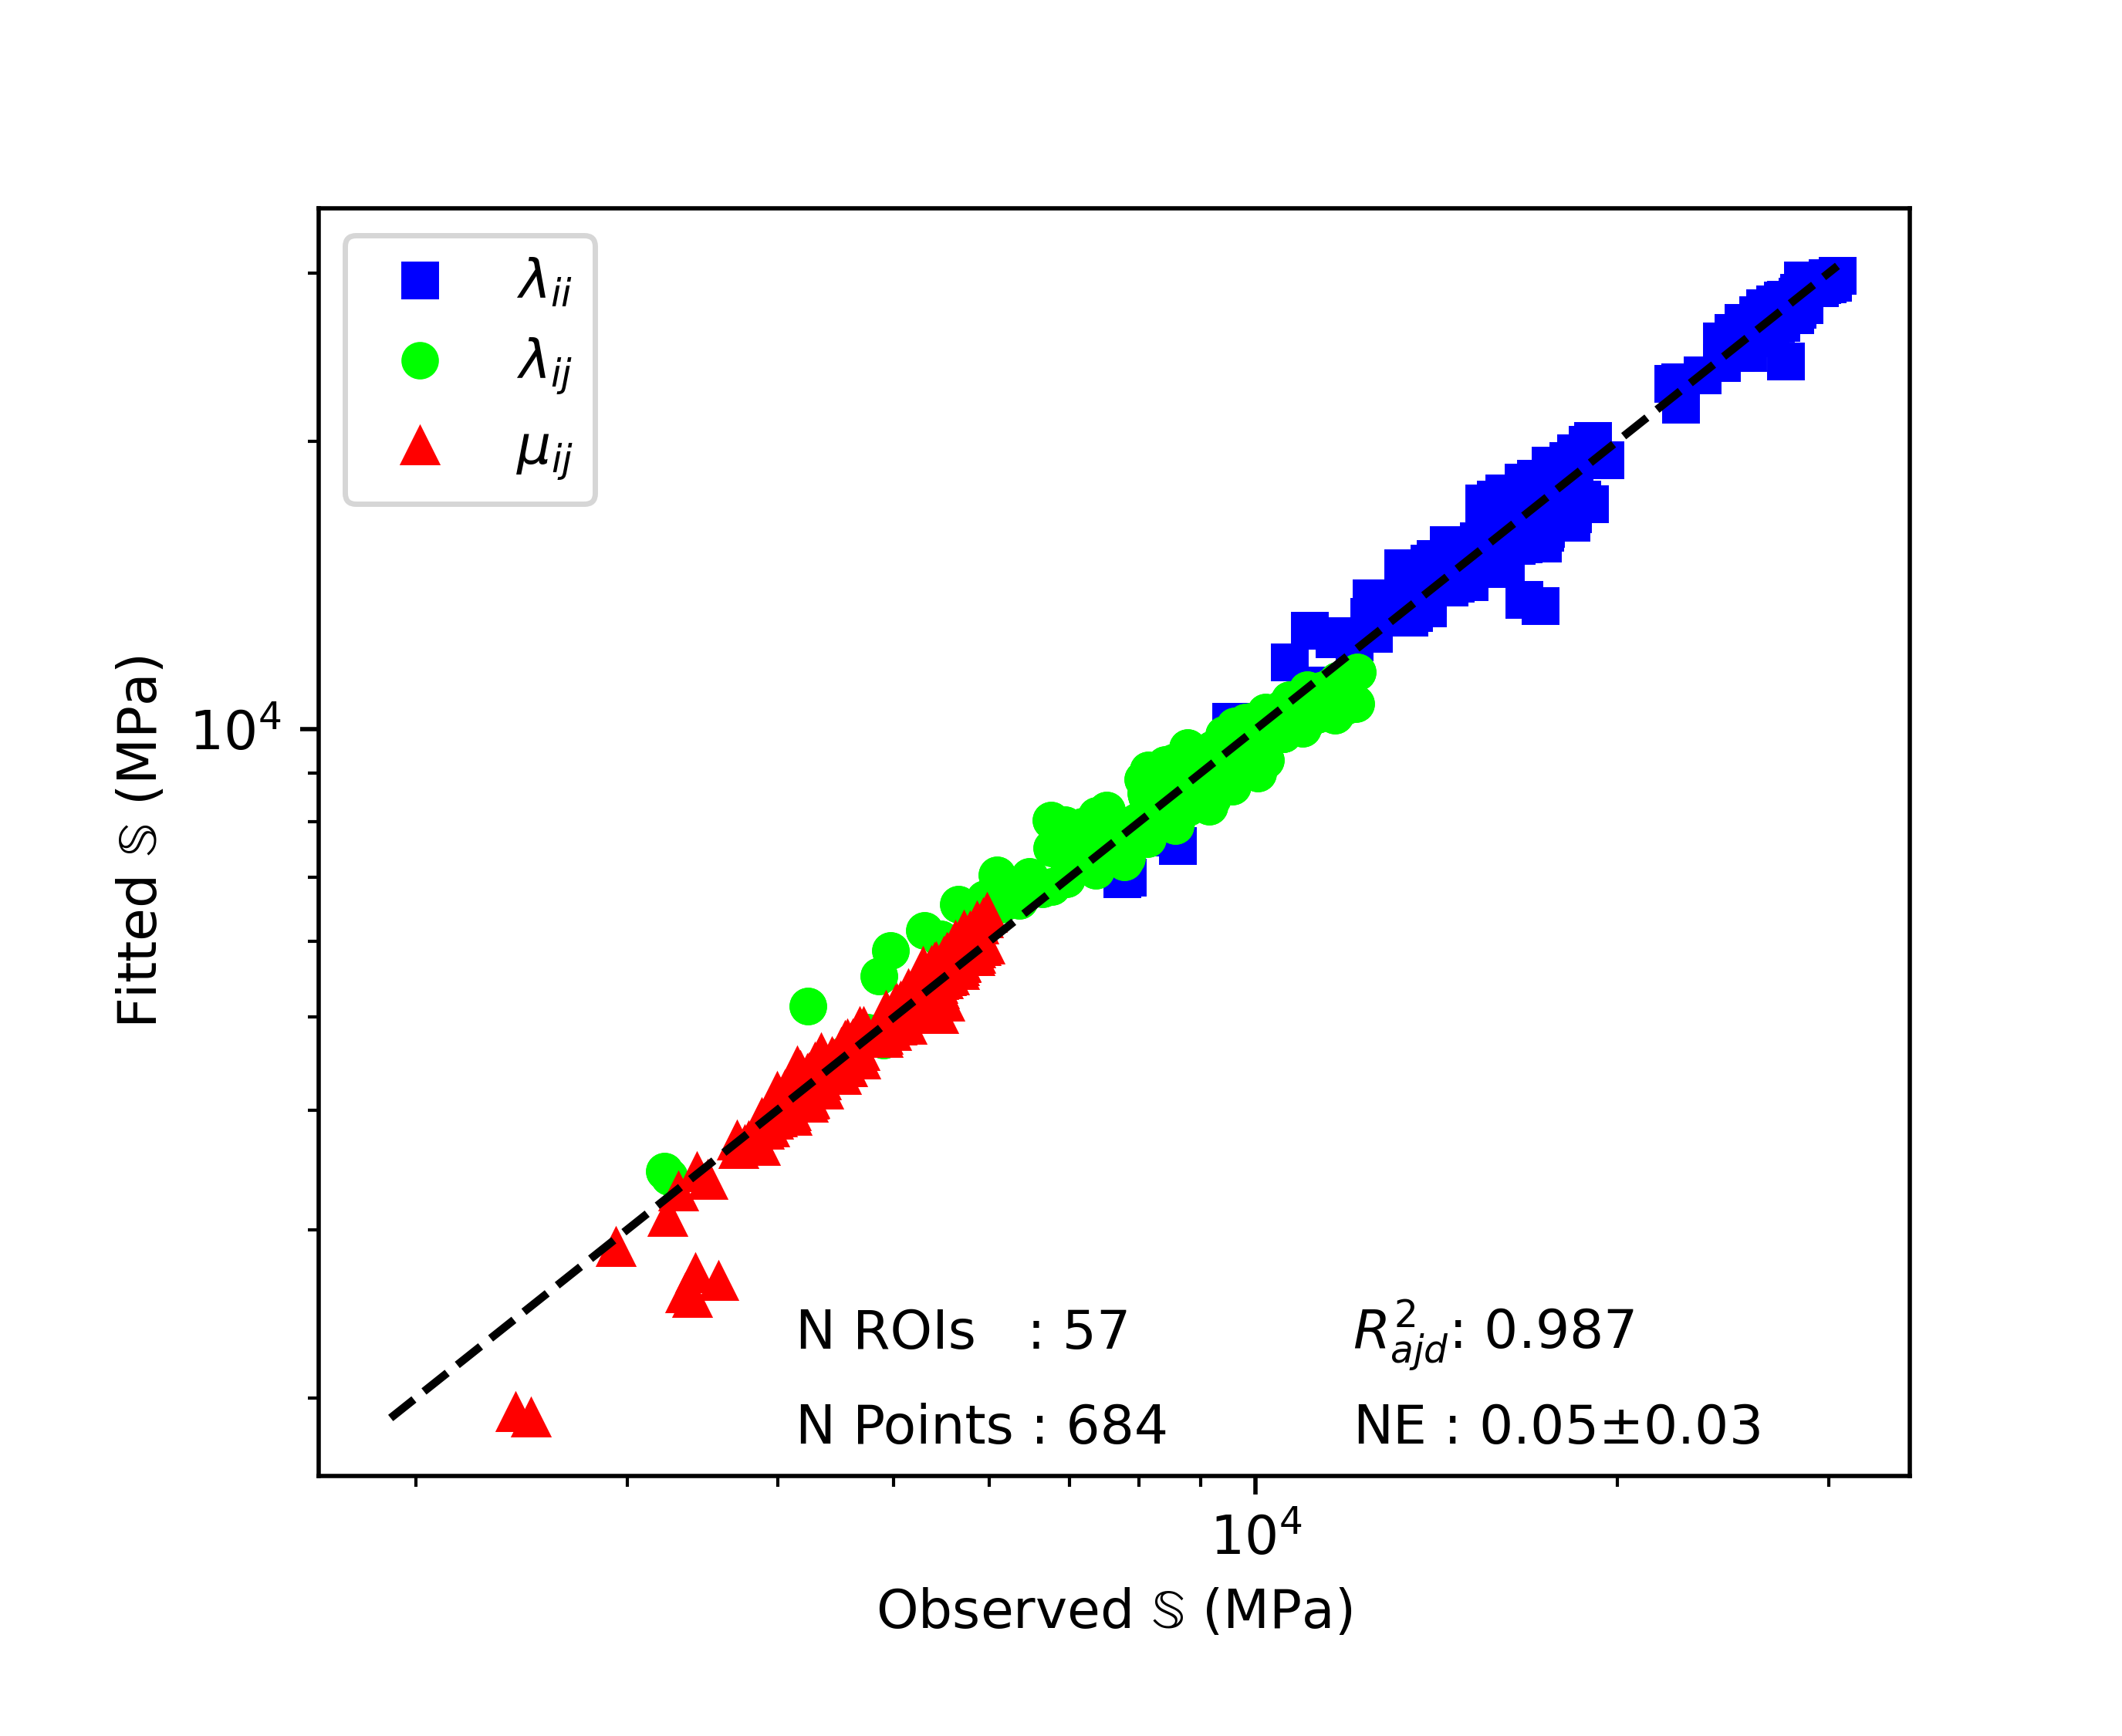 λii
λij
μij
Fitted 𝕊 (MPa)
10⁴
N ROIs : 57
R²ajd: 0.987
N Points : 684
NE : 0.05±0.03
10⁴
Observed 𝕊 (MPa)